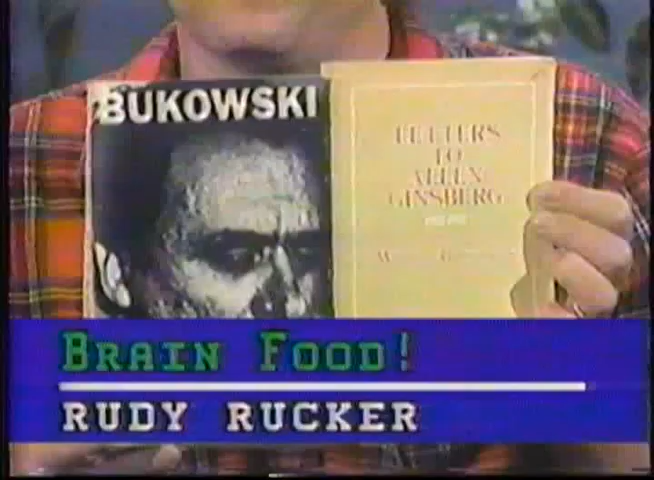 BUKOWSKI
LETTERS
TO
ALLEN
GINSBERG
BRAIN FOOD!
RUDY RUCKER